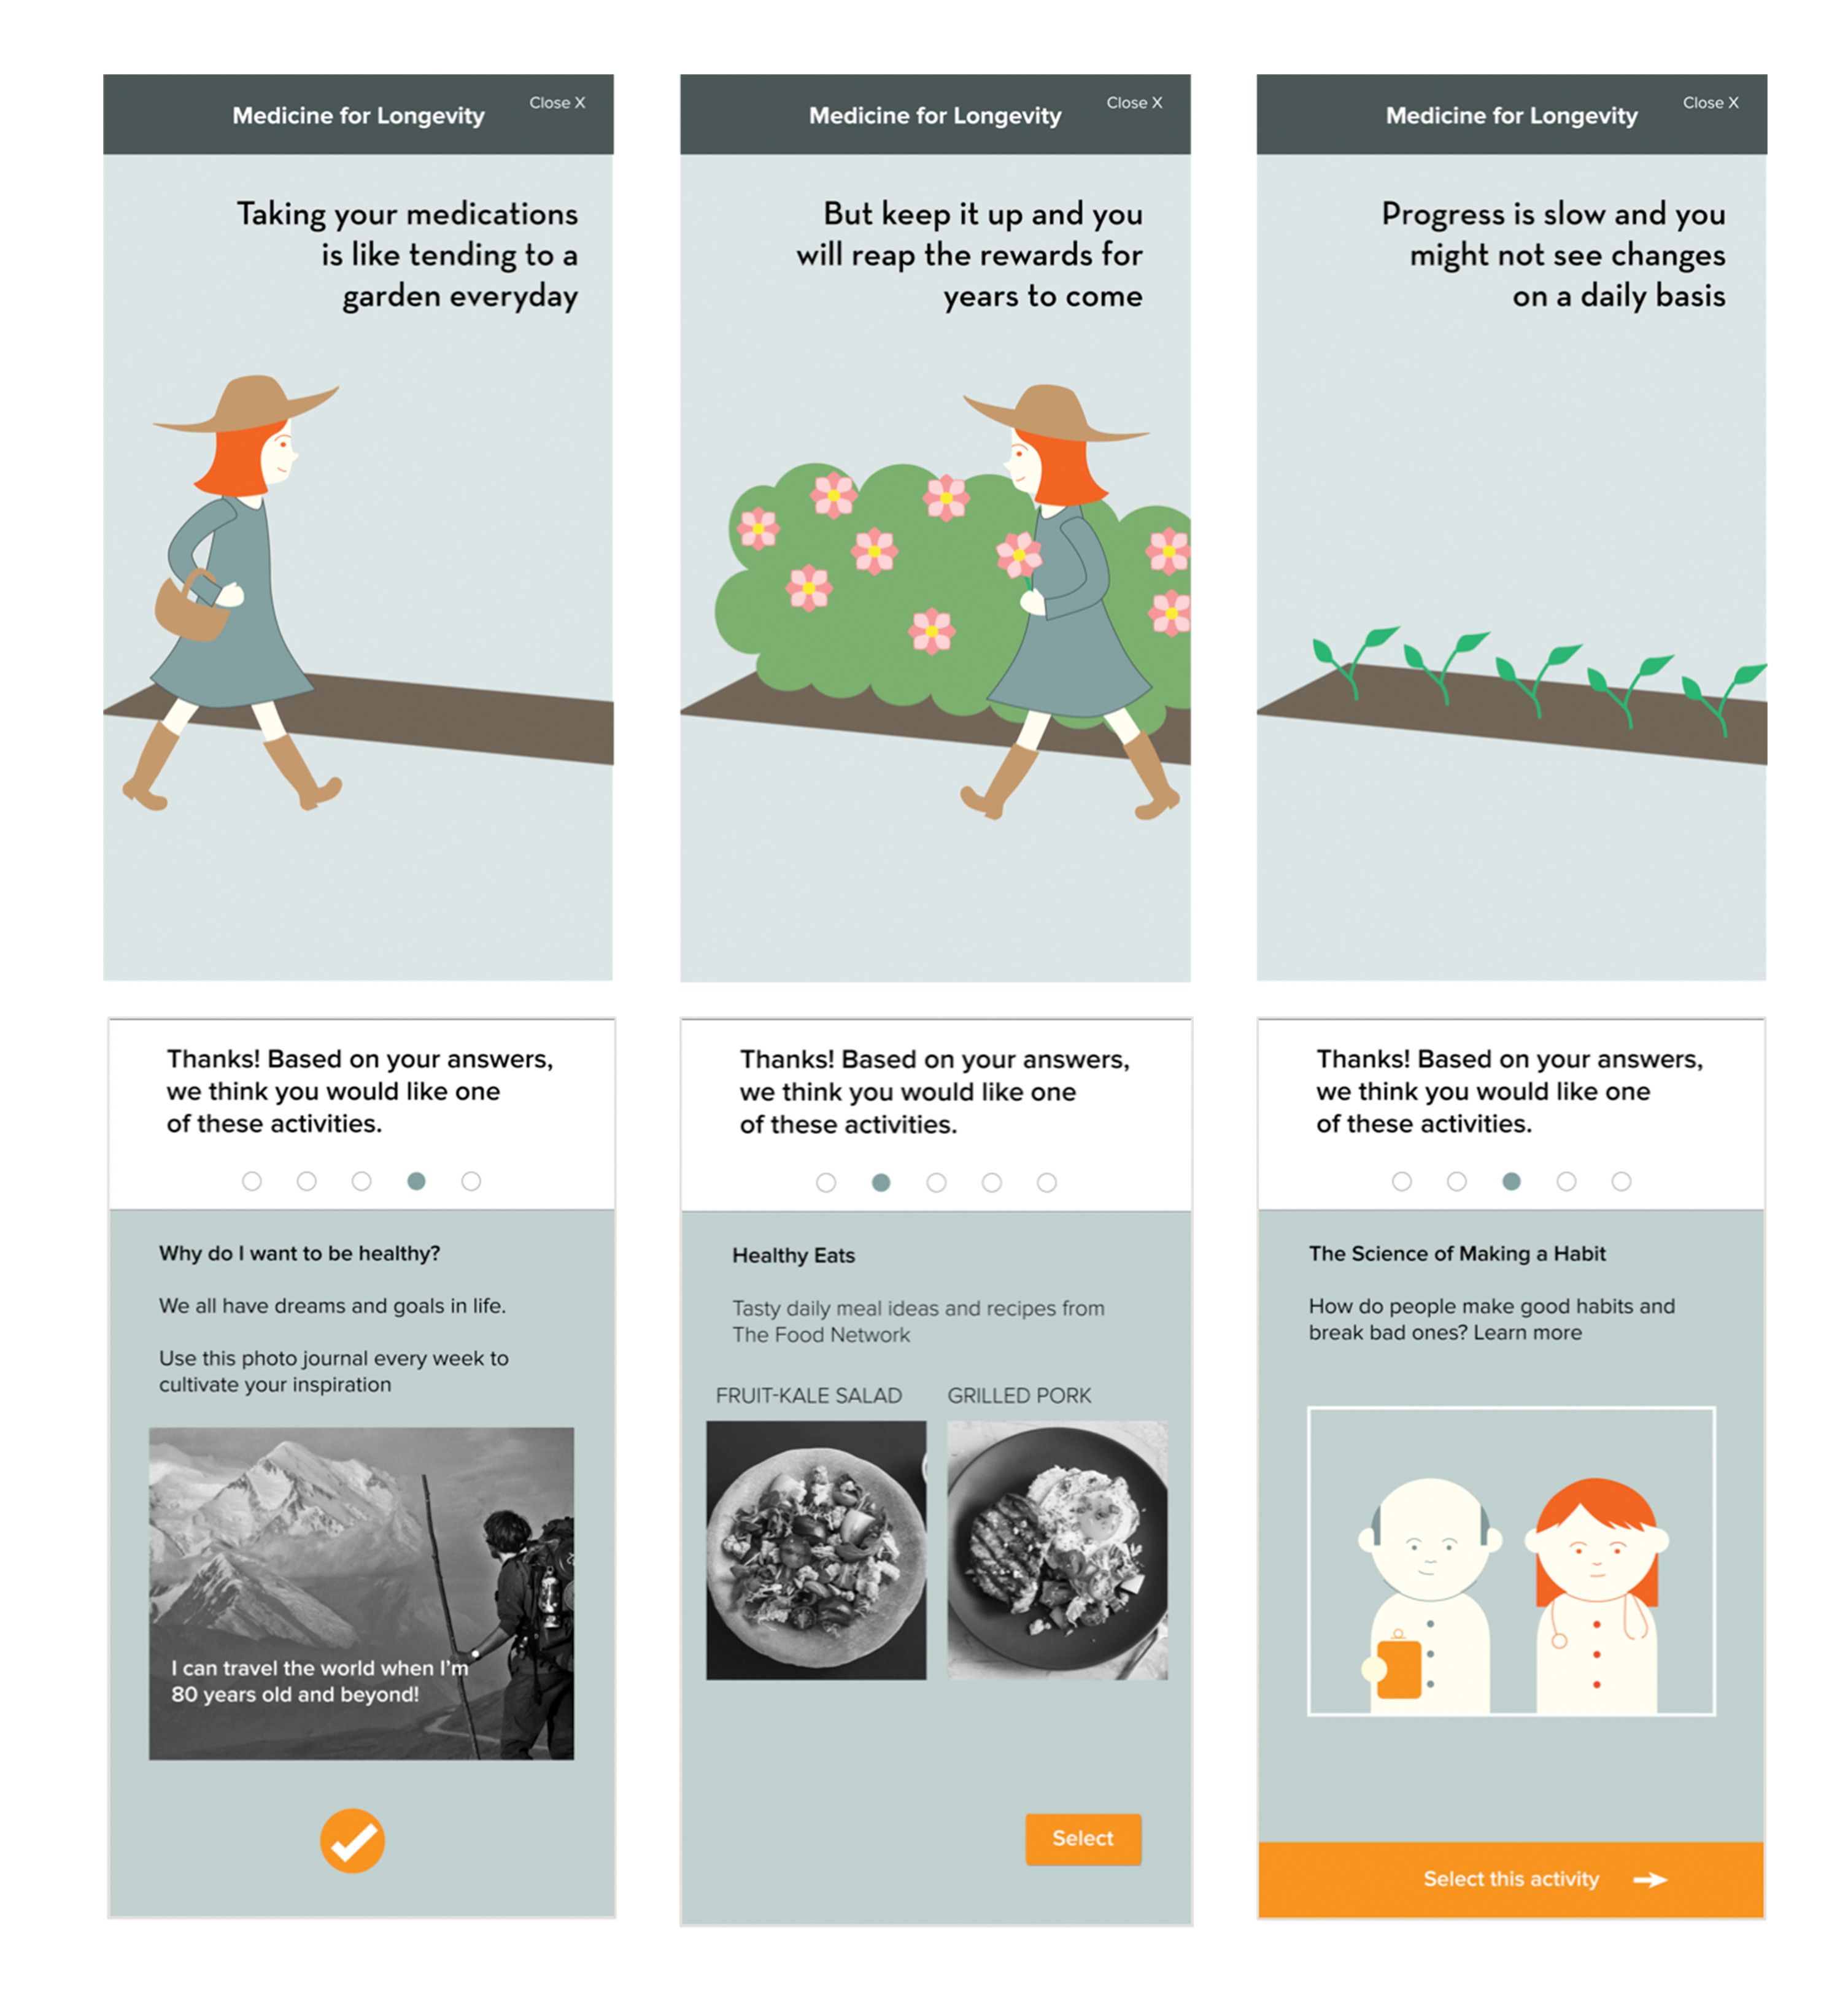 Medicine for Longevity
Close X
Taking your medications
is like tending to a
garden everyday
Medicine for Longevity
Close X
But keep it up and you
will reap the rewards for
years to come
Medicine for Longevity
Close X
Progress is slow and you
might not see changes
on a daily basis
Thanks! Based on your answers,
we think you would like one
of these activities.
Why do I want to be healthy?
We all have dreams and goals in life.
Use this photo journal every week to
cultivate your inspiration
I can travel the world when I'm
80 years old and beyond!
Thanks! Based on your answers,
we think you would like one
of these activities.
Healthy Eats
Tasty daily meal ideas and recipes from
The Food Network
FRUIT-KALE SALAD
GRILLED PORK
Select
Thanks! Based on your answers,
we think you would like one
of these activities.
The Science of Making a Habit
How do people make good habits and
break bad ones? Learn more
Select this activity